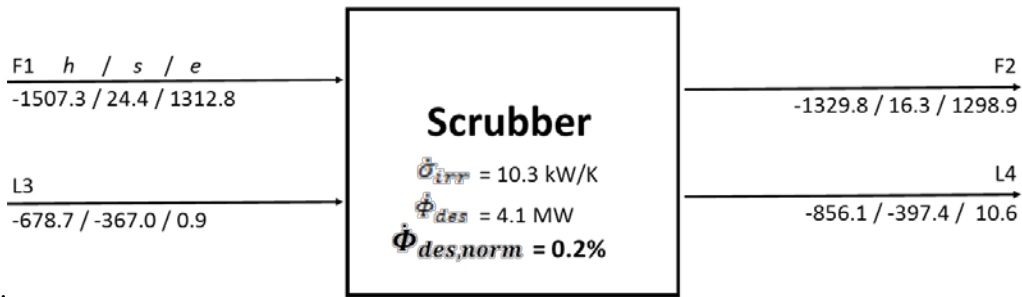 F1 h / s / e
-1507.3 / 24.4 / 1312.8
F2
-1329.8 / 16.3 / 1298.9
Scrubber
σ̇irr = 10.3 kW/K
Φ̇des = 4.1 MW
Φ̇des,norm = 0.2%
L3
-678.7 / -367.0 / 0.9
L4
-856.1 / -397.4 / 10.6
.